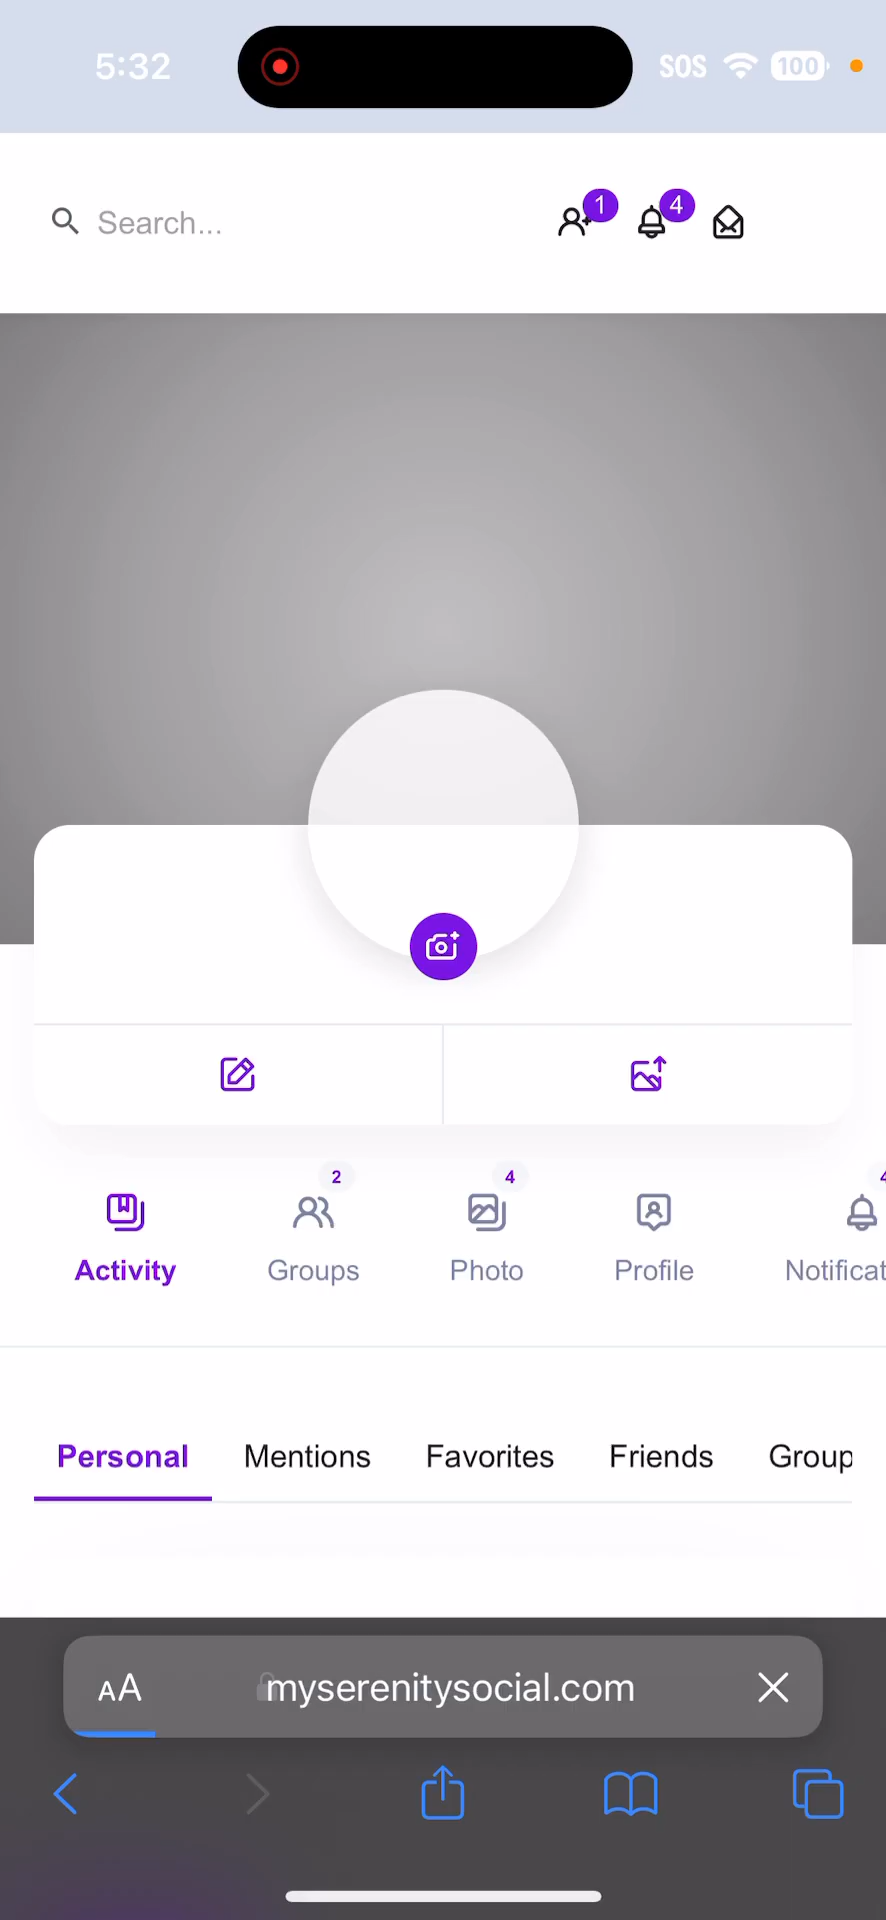 5:32
SOS
100
Search...
1
4
2
4
4
Activity
Groups
Photo
Profile
Notificat
Personal
Mentions
Favorites
Friends
Group
AA
myserenitysocial.com